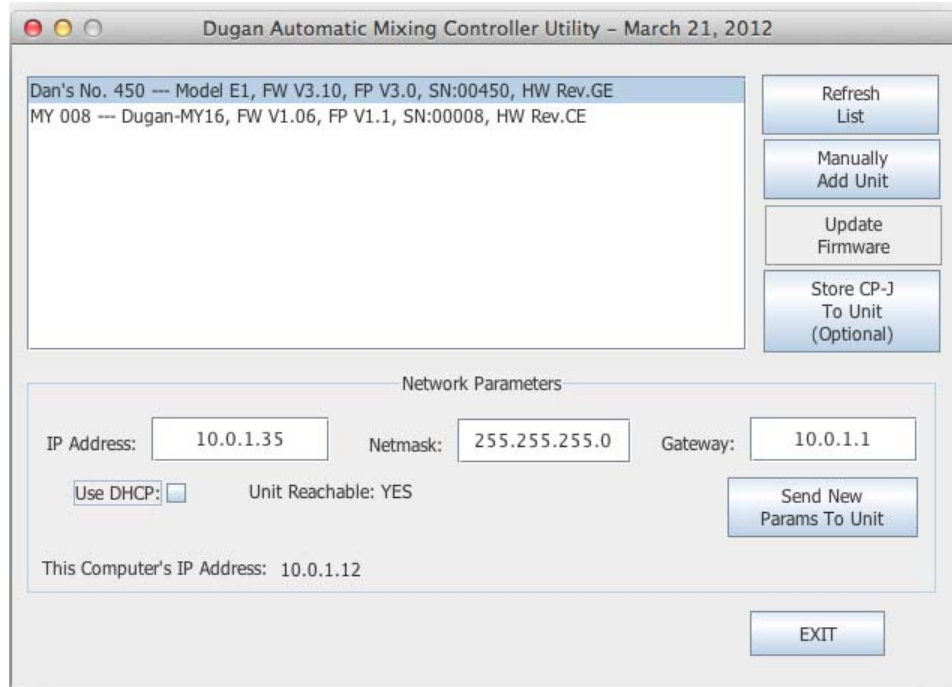 Dugan Automatic Mixing Controller Utility – March 21, 2012
Dan's No. 450 --- Model E1, FW V3.10, FP V3.0, SN:00450, HW Rev.GE
MY 008 --- Dugan-MY16, FW V1.06, FP V1.1, SN:00008, HW Rev.CE
Refresh
List
Manually
Add Unit
Update
Firmware
Store CP-J
To Unit
(Optional)
Network Parameters
IP Address: 10.0.1.35 Netmask: 255.255.255.0 Gateway: 10.0.1.1
Use DHCP: Unit Reachable: YES
Send New
Params To Unit
This Computer's IP Address: 10.0.1.12
EXIT